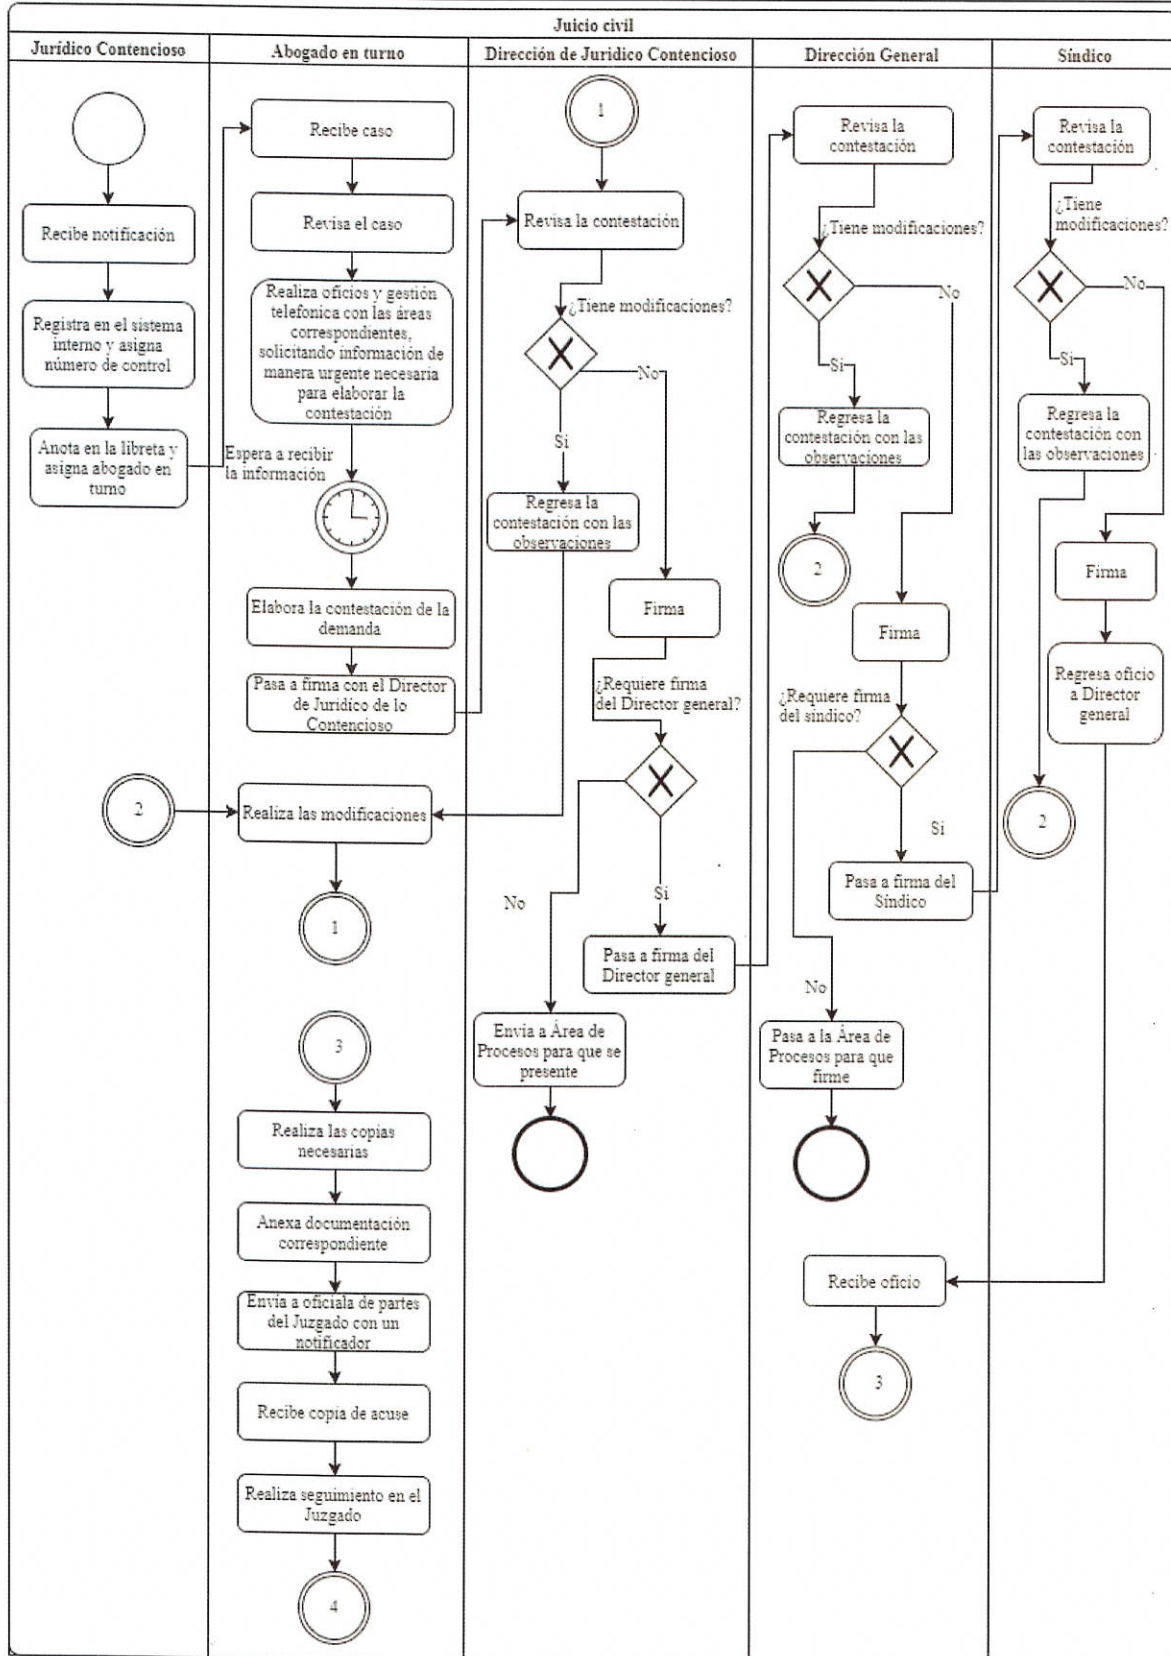 Juicio civil
Jurídico Contencioso
Abogado en turno
Dirección de Juridico Contencioso
Dirección General
Síndico
Recibe notificación
Registra en el sistema
interno y asigna
número de control
Anota en la libreta y
asigna abogado en
turno
2
Recibe caso
Revisa el caso
Realiza oficios y gestión
telefonica con las áreas
correspondientes,
solicitando información de
manera urgente necesaria
para elaborar la
contestación
Espera a recibir
la información
Elabora la contestación de la
demanda
Pasa a firma con el Director
de Juridico de lo
Contencioso
Realiza las modificaciones
1
3
Realiza las copias
necesarias
Anexa documentación
correspondiente
Envia a oficiala de partes
del Juzgado con un
notificador
Recibe copia de acuse
Realiza seguimiento en el
Juzgado
4
1
Revisa la contestación
¿Tiene modificaciones?
No
Si
Regresa la
contestación con las
observaciones
Firma
¿Requiere firma
del Director general?
No
Si
Pasa a firma del
Director general
Envia a Área de
Procesos para que se
presente
Revisa la
contestación
¿Tiene modificaciones?
No
Si
Regresa la
contestación con las
observaciones
2
Firma
¿Requiere firma
del sindico?
Si
Pasa a firma del
Síndico
No
Pasa a la Área de
Procesos para que
firme
Recibe oficio
3
Revisa la
contestación
¿Tiene
modificaciones?
No
Si
Regresa la
contestación con
las observaciones
Firma
Regresa oficio
a Director
general
2